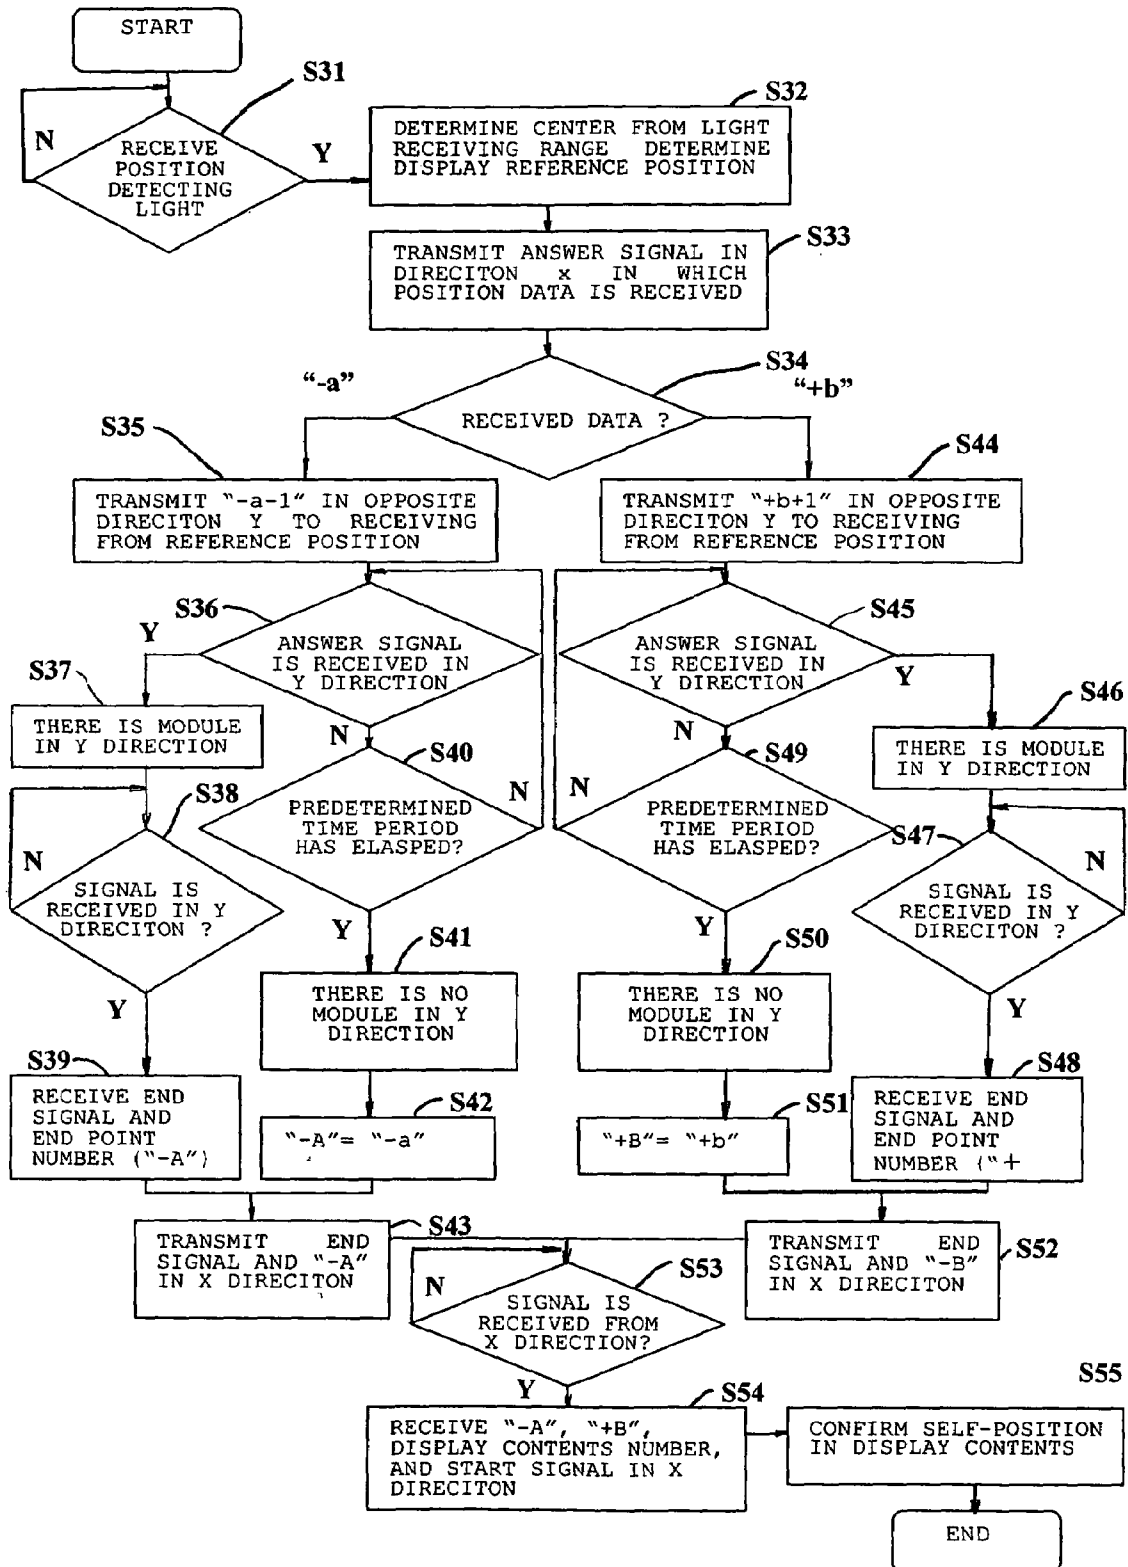 START
S31
N
RECEIVE
POSITION
DETECTING
LIGHT
Y
S32
DETERMINE CENTER FROM LIGHT
RECEIVING RANGE DETERMINE
DISPLAY REFERENCE POSITION
S33
TRANSMIT ANSWER SIGNAL IN
DIRECITON x IN WHICH
POSITION DATA IS RECEIVED
S34
"-a"
"+b"
RECEIVED DATA ?
S35
TRANSMIT "-a-1" IN OPPOSITE
DIRECITON Y TO RECEIVING
FROM REFERENCE POSITION
S44
TRANSMIT "+b+1" IN OPPOSITE
DIRECITON Y TO RECEIVING
FROM REFERENCE POSITION
S36
Y
ANSWER SIGNAL
IS RECEIVED IN
Y DIRECTION
N
S45
ANSWER SIGNAL
IS RECEIVED IN
Y DIRECTION
Y
N
S37
THERE IS MODULE
IN Y DIRECTION
S46
THERE IS MODULE
IN Y DIRECTION
S40
PREDETERMINED
TIME PERIOD
HAS ELASPED?
N
Y
S49
N
PREDETERMINED
TIME PERIOD
HAS ELASPED?
Y
S38
N
SIGNAL IS
RECEIVED IN Y
DIRECITON ?
Y
S47
N
SIGNAL IS
RECEIVED IN Y
DIRECITON ?
Y
S41
THERE IS NO
MODULE IN Y
DIRECTION
S50
THERE IS NO
MODULE IN Y
DIRECTION
S39
RECEIVE END
SIGNAL AND
END POINT
NUMBER ("-A")
S42
"-A"= "-a"
S51
"+B"= "+b"
S48
RECEIVE END
SIGNAL AND
END POINT
NUMBER ("+
S43
TRANSMIT END
SIGNAL AND "-A"
IN X DIRECITON
S52
TRANSMIT END
SIGNAL AND "-B"
IN X DIRECITON
S53
N
SIGNAL IS
RECEIVED FROM
X DIRECTION?
Y
S54
RECEIVE "-A", "+B",
DISPLAY CONTENTS NUMBER,
AND START SIGNAL IN X
DIRECITON
S55
CONFIRM SELF-POSITION
IN DISPLAY CONTENTS
END